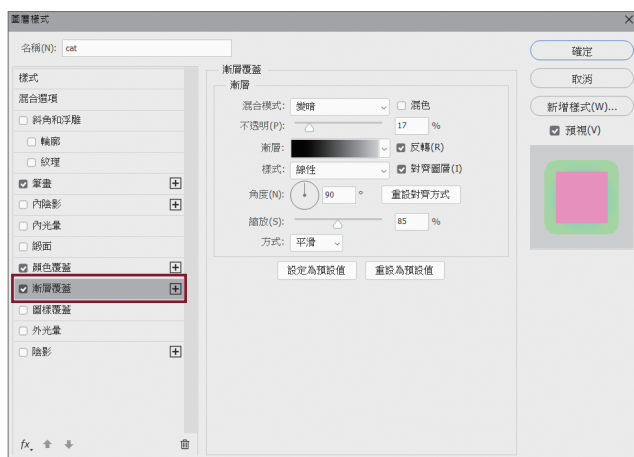 圖層樣式
名稱(N): cat
樣式
混合選項
斜角和浮雕
輪廓
紋理
筆畫
內陰影
內光暈
緞面
顏色覆蓋
漸層覆蓋
圖樣覆蓋
外光暈
陰影
fx
漸層覆蓋
漸層
混合模式: 變暗 混色
不透明(P): 17 %
漸層: 反轉(R)
樣式: 線性 對齊圖層(I)
角度(N): 90 ° 重設對齊方式
縮放(S): 85 %
方式: 平滑
設定為預設值 重設為預設值
確定
取消
新增樣式(W)...
預視(V)